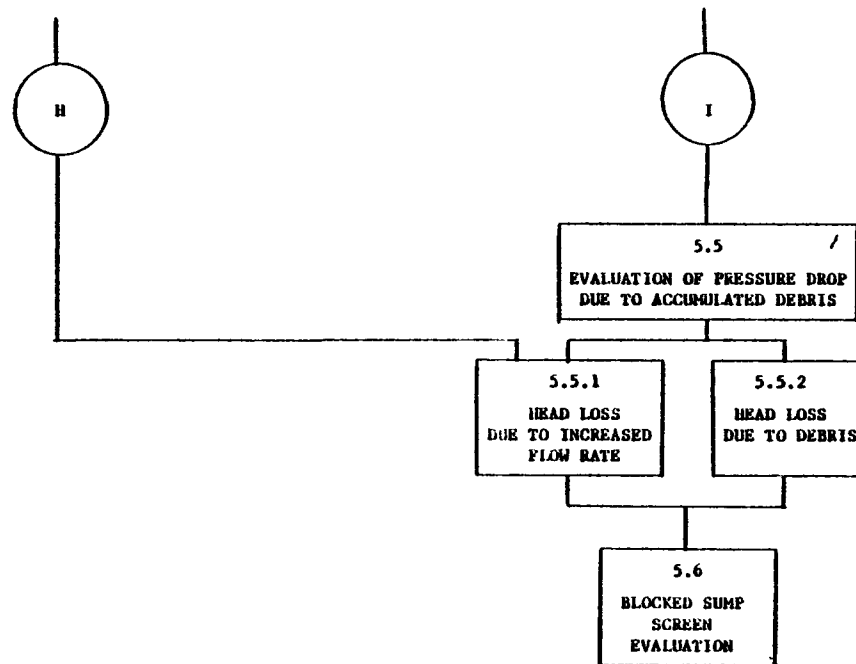 H
I
5.5
EVALUATION OF PRESSURE DROP
DUE TO ACCUMULATED DEBRIS
5.5.1
HEAD LOSS
DUE TO INCREASED
FLOW RATE
5.5.2
HEAD LOSS
DUE TO DEBRIS
5.6
BLOCKED SUMP
SCREEN
EVALUATION